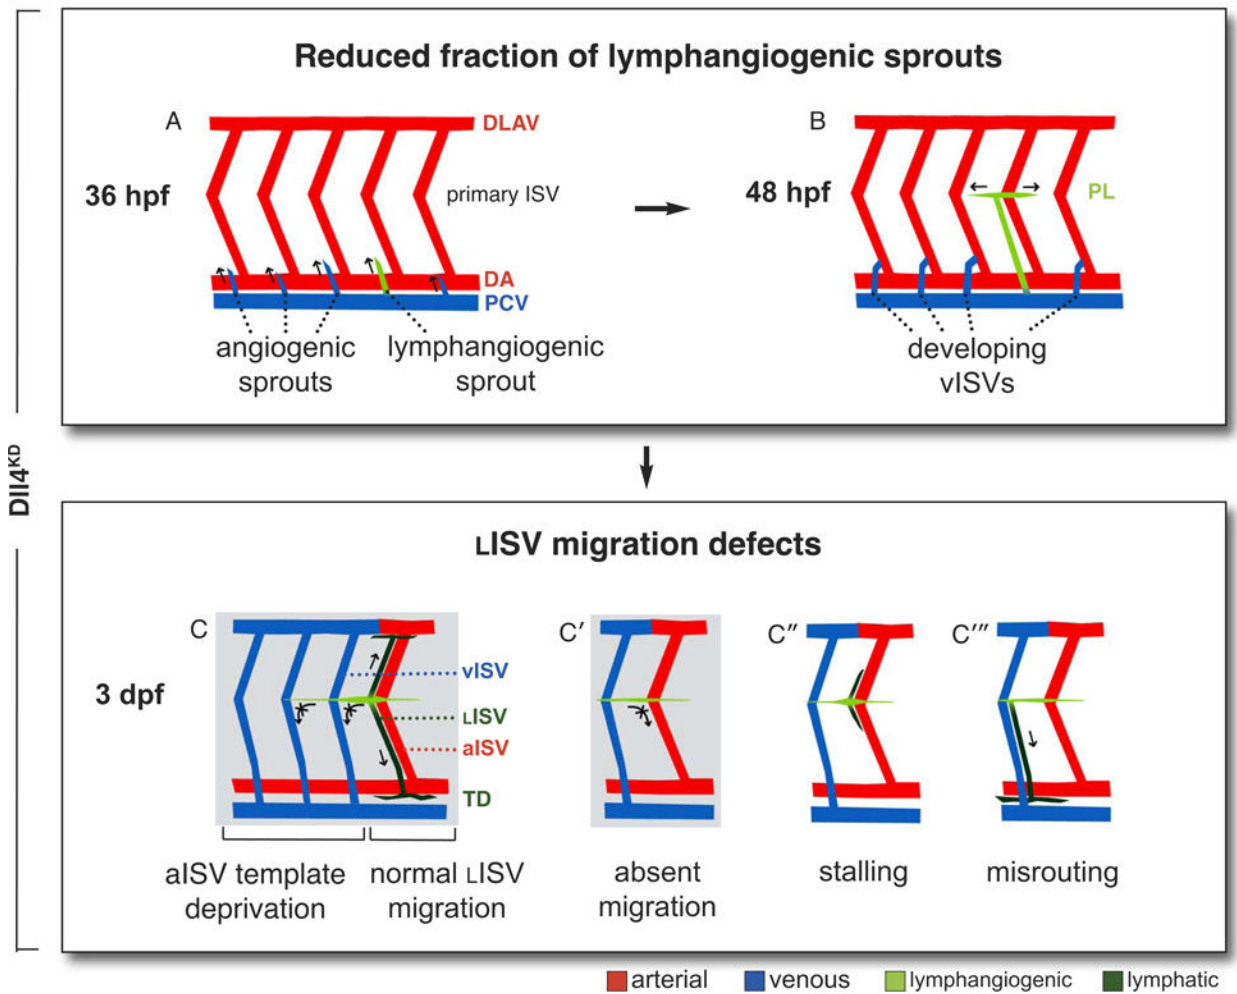 Dll4KD
Reduced fraction of lymphangiogenic sprouts
A
DLAV
36 hpf
primary ISV
DA
PCV
angiogenic
sprouts
lymphangiogenic
sprout
B
48 hpf
PL
developing
vISVs
LISV migration defects
3 dpf
C
vISV
LISV
aISV
TD
aISV template
deprivation
normal LISV
migration
C′
absent
migration
C″
stalling
C‴
misrouting
arterial
venous
lymphangiogenic
lymphatic